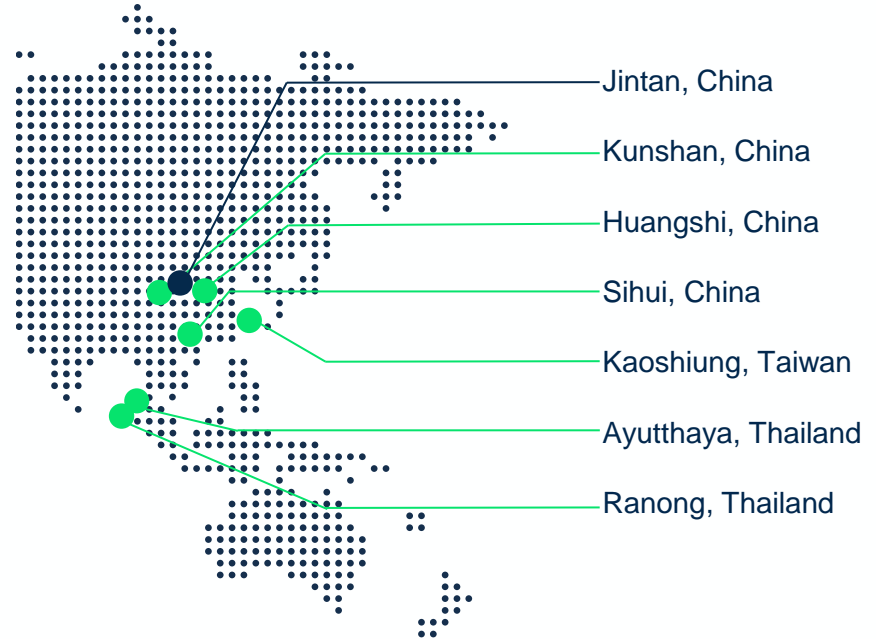 Jintan, China
Kunshan, China
Huangshi, China
Sihui, China
Kaoshiung, Taiwan
Ayutthaya, Thailand
Ranong, Thailand